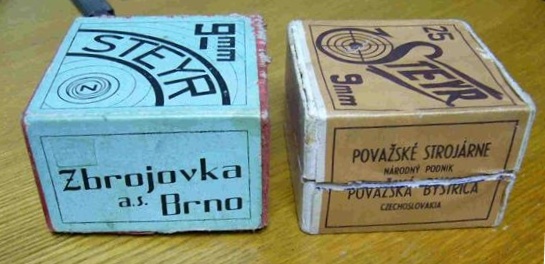 9mm
STEYR
Z
Zbrojovka
a.s. Brno
25
STEYR
9mm
POVAŽSKÉ STROJÁRNE
NÁRODNÝ PODNIK
POVAŽSKÁ BYSTRICA
CZECHOSLOVAKIA